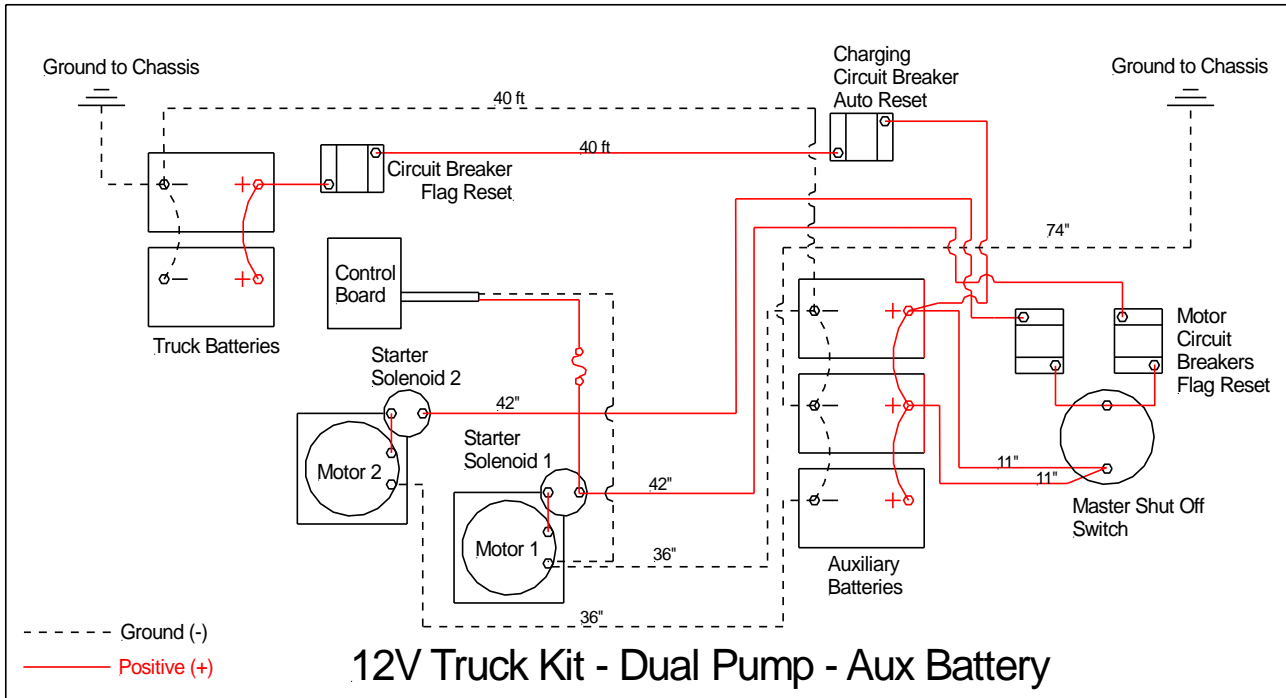 Ground to Chassis
40 ft
Charging
Circuit Breaker
Auto Reset
Ground to Chassis
40 ft
Circuit Breaker
Flag Reset
74"
Control
Board
Truck Batteries
Motor
Circuit
Breakers
Flag Reset
Starter
Solenoid 2
42"
Motor 2
Starter
Solenoid 1
42"
11"
11"
Master Shut Off
Switch
Motor 1
36"
Auxiliary
Batteries
36"
Ground (-)
Positive (+)
12V Truck Kit - Dual Pump - Aux Battery